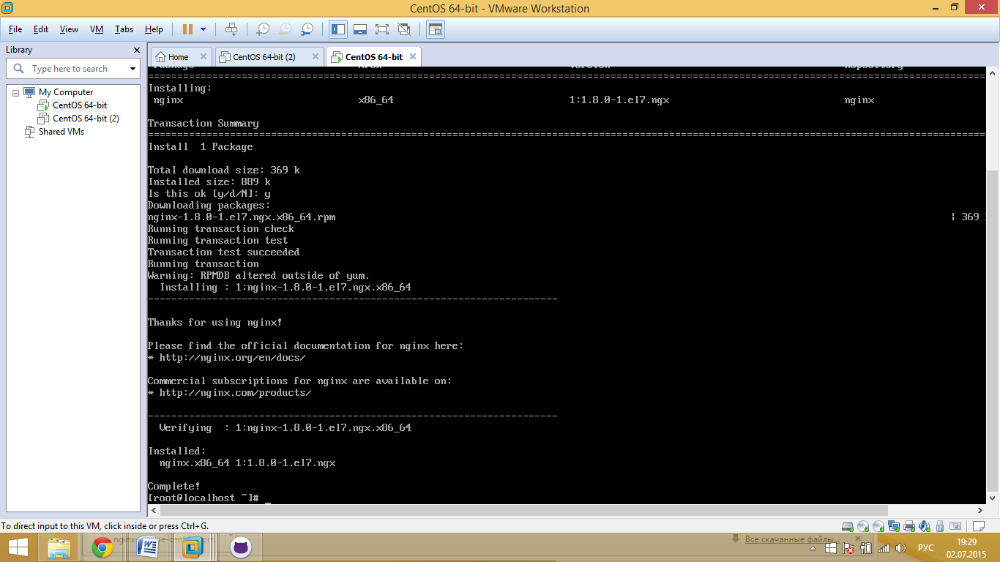 CentOS 64-bit - VMware Workstation
File Edit View VM Tabs Help
Library
Type here to search
My Computer
CentOS 64-bit
CentOS 64-bit (2)
Shared VMs
Home CentOS 64-bit (2) CentOS 64-bit
Package Arch Version Repository
================================================================================
Installing:
nginx x86_64 1:1.8.0-1.el7.ngx nginx
Transaction Summary
================================================================================
Install 1 Package
Total download size: 369 k
Installed size: 889 k
Is this ok [y/d/N]: y
Downloading packages:
nginx-1.8.0-1.el7.ngx.x86_64.rpm | 369
Running transaction check
Running transaction test
Transaction test succeeded
Running transaction
Warning: RPMDB altered outside of yum.
Installing : 1:nginx-1.8.0-1.el7.ngx.x86_64
----------------------------------------------------------------------
Thanks for using nginx!
Please find the official documentation for nginx here:
* http://nginx.org/en/docs/
Commercial subscriptions for nginx are available on:
* http://nginx.com/products/
----------------------------------------------------------------------
Verifying : 1:nginx-1.8.0-1.el7.ngx.x86_64
Installed:
nginx.x86_64 1:1.8.0-1.el7.ngx
Complete!
[root@localhost ~]# _
To direct input to this VM, click inside or press Ctrl+G.
Все скачанные файлы...
РУС
19:29
02.07.2015